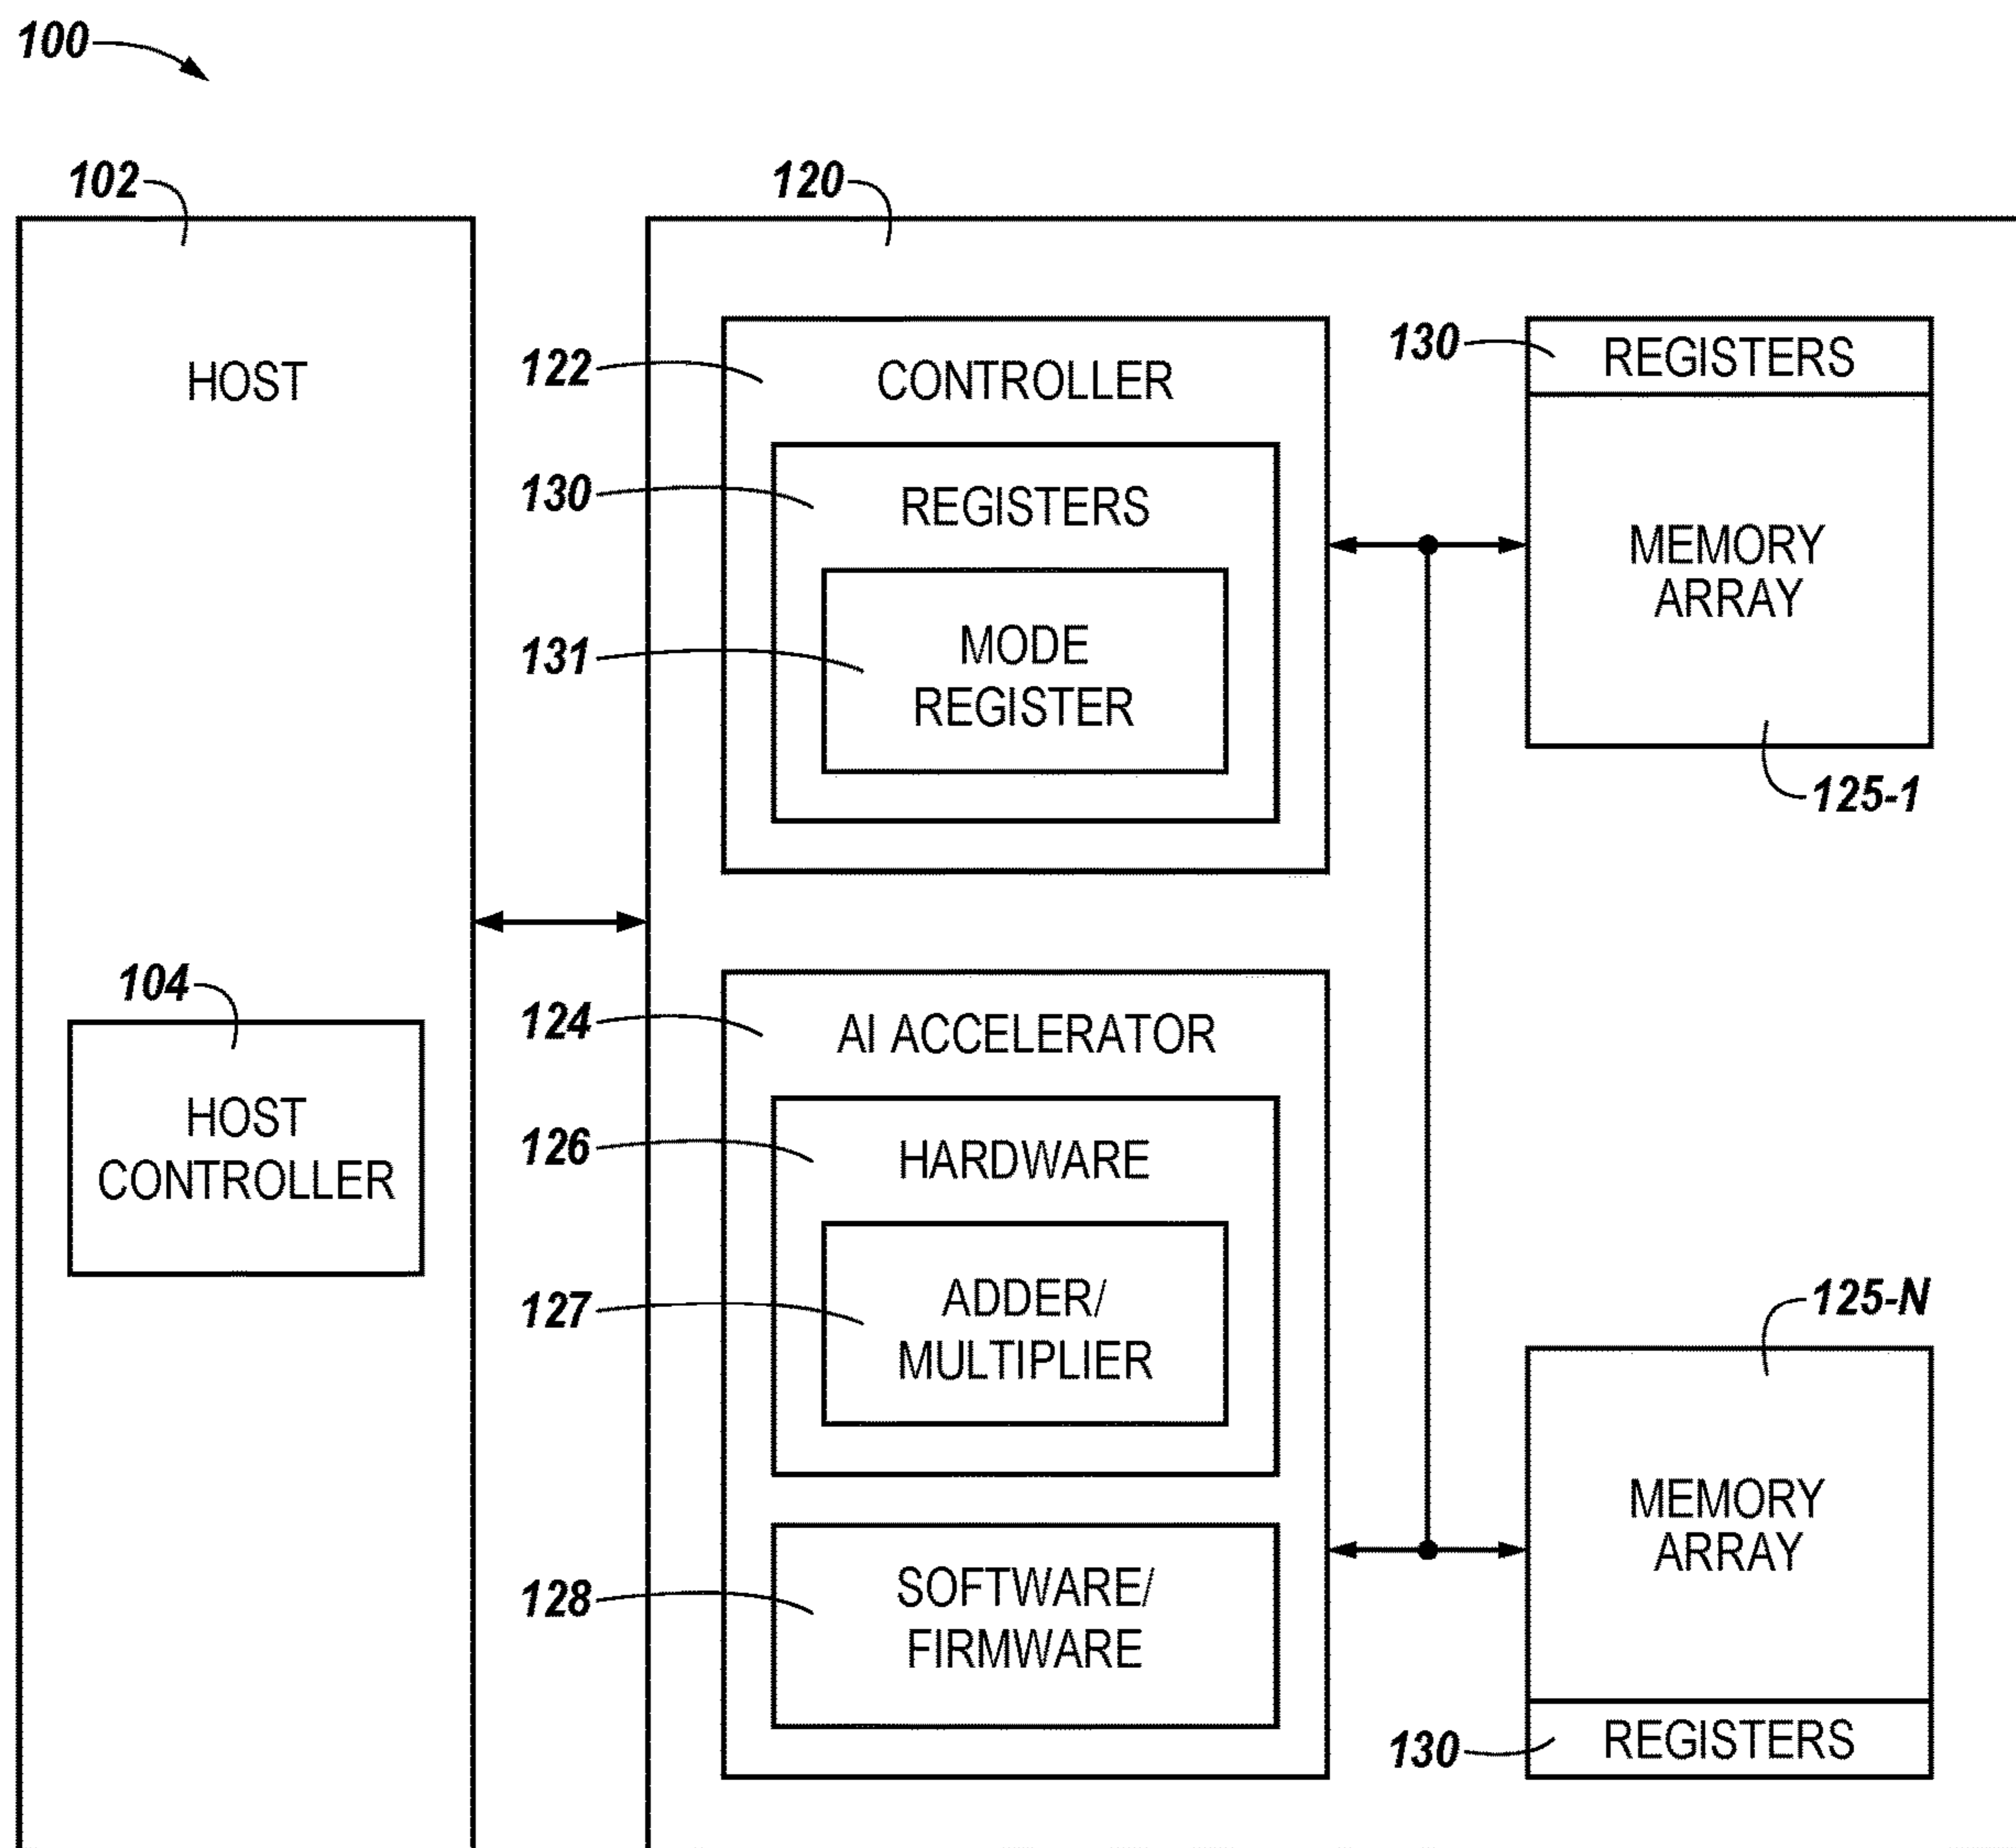 100
102
120
HOST
122
CONTROLLER
130
REGISTERS
130
REGISTERS
131
MODE
REGISTER
MEMORY
ARRAY
125-1
104
HOST
CONTROLLER
124
AI ACCELERATOR
126
HARDWARE
127
ADDER/
MULTIPLIER
128
SOFTWARE/
FIRMWARE
125-N
MEMORY
ARRAY
130
REGISTERS